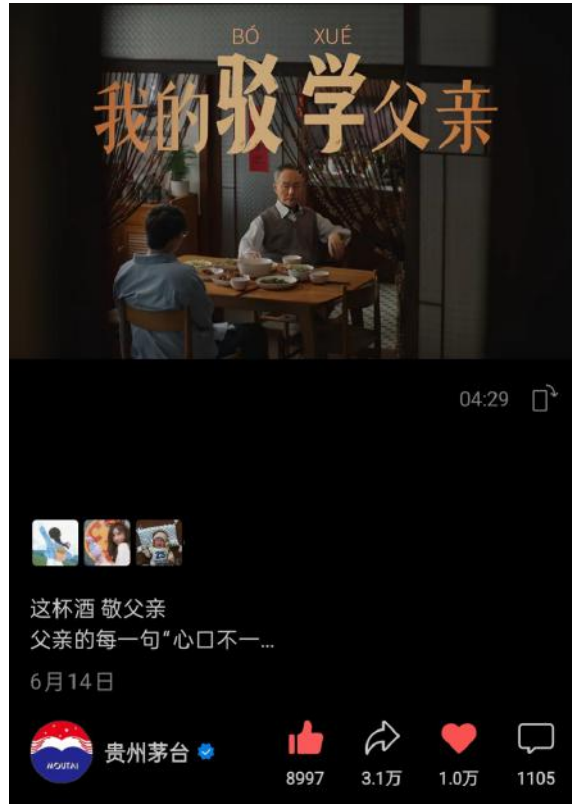 BÓ XUÉ
我的驳学父亲
04:29
这杯酒 敬父亲
父亲的每一句“心口不一...
6月14日
MOUTAI
贵州茅台
8997 3.1万 1.0万 1105